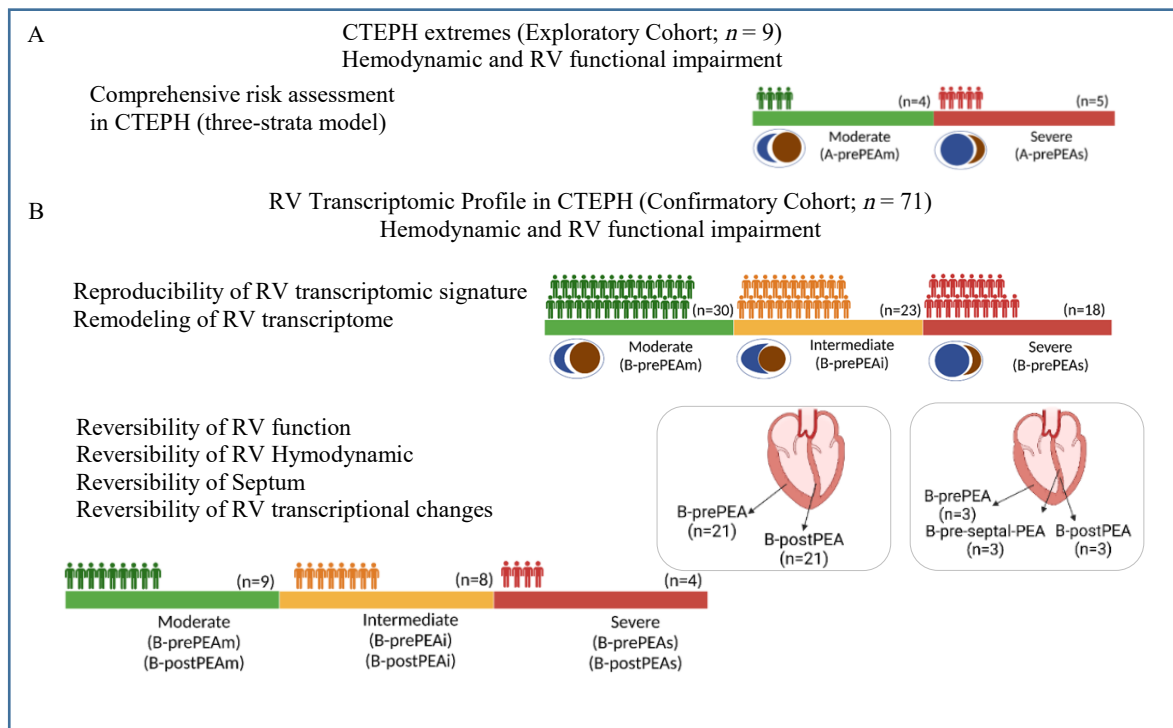 A
CTEPH extremes (Exploratory Cohort; n = 9)
Hemodynamic and RV functional impairment
Comprehensive risk assessment
in CTEPH (three-strata model)
(n=4)
(n=5)
Moderate
(A-prePEAm)
Severe
(A-prePEAs)
B
RV Transcriptomic Profile in CTEPH (Confirmatory Cohort; n = 71)
Hemodynamic and RV functional impairment
Reproducibility of RV transcriptomic signature
Remodeling of RV transcriptome
(n=30)
(n=23)
(n=18)
Moderate
(B-prePEAm)
Intermediate
(B-prePEAi)
Severe
(B-prePEAs)
Reversibility of RV function
Reversibility of RV Hymodynamic
Reversibility of Septum
Reversibility of RV transcriptional changes
B-prePEA
(n=21)
B-postPEA
(n=21)
B-prePEA
(n=3)
B-pre-septal-PEA
(n=3)
B-postPEA
(n=3)
(n=9)
(n=8)
(n=4)
Moderate
(B-prePEAm)
(B-postPEAm)
Intermediate
(B-prePEAi)
(B-postPEAi)
Severe
(B-prePEAs)
(B-postPEAs)